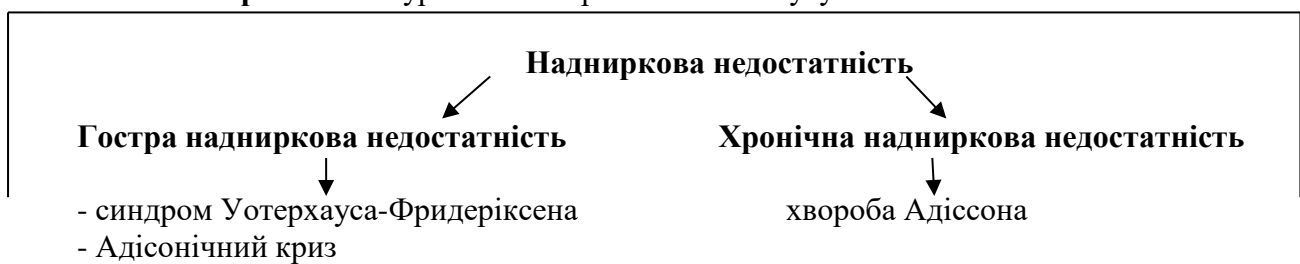 Надниркова недостатність
Гостра надниркова недостатність Хронічна надниркова недостатність
- синдром Уотерхауса-Фридеріксена хвороба Адіссона
- Адісонічний криз